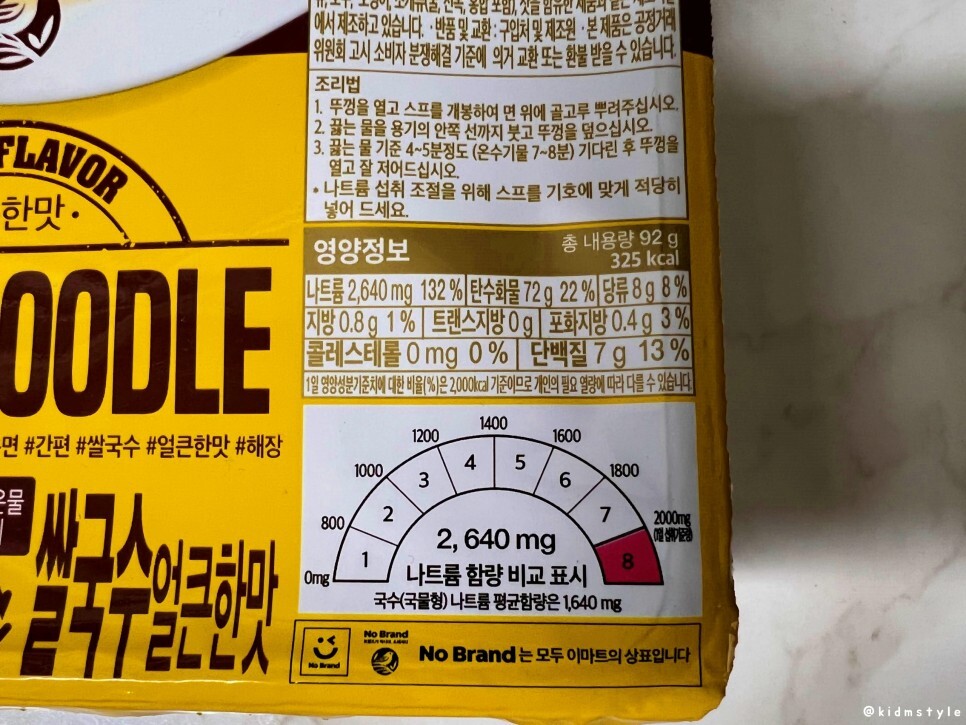 에서 제조하고 있습니다. · 반품 및 교환 : 구입처 및 제조원 · 본 제품은 공정거래
위원회 고시 소비자 분쟁해결 기준에 의거 교환 또는 환불 받을 수 있습니다.
조리법
1. 뚜껑을 열고 스프를 개봉하여 면 위에 골고루 뿌려주십시오.
2. 끓는 물을 용기의 안쪽 선까지 붓고 뚜껑을 덮으십시오.
3. 끓는 물 기준 4~5분정도 (온수기물 7~8분) 기다린 후 뚜껑을
열고 잘 저어드십시오.
• 나트륨 섭취 조절을 위해 스프를 기호에 맞게 적당히
넣어 드세요.
FLAVOR
한맛 ·
OODLE
면 #간편 #쌀국수 #얼큰한맛 #해장
쌀국수 얼큰한맛
영양정보
총 내용량 92 g
325 kcal
나트륨 2,640 mg 132 % 탄수화물 72 g 22 % 당류 8 g 8 %
지방 0.8 g 1 % 트랜스지방 0 g 포화지방 0.4 g 3 %
콜레스테롤 0 mg 0 % 단백질 7 g 13 %
1일 영양성분기준치에 대한 비율(%)은 2,000kcal 기준이므로 개인의 필요 열량에 따라 다를 수 있습니다.
0mg 800 1000 1200 1400 1600 1800 2000mg
1 2 3 4 5 6 7 8
2,640 mg
나트륨 함량 비교 표시
국수(국물형) 나트륨 평균함량은 1,640 mg
No Brand
No Brand
No Brand 는 모두 이마트의 상표입니다
@kidmstyle